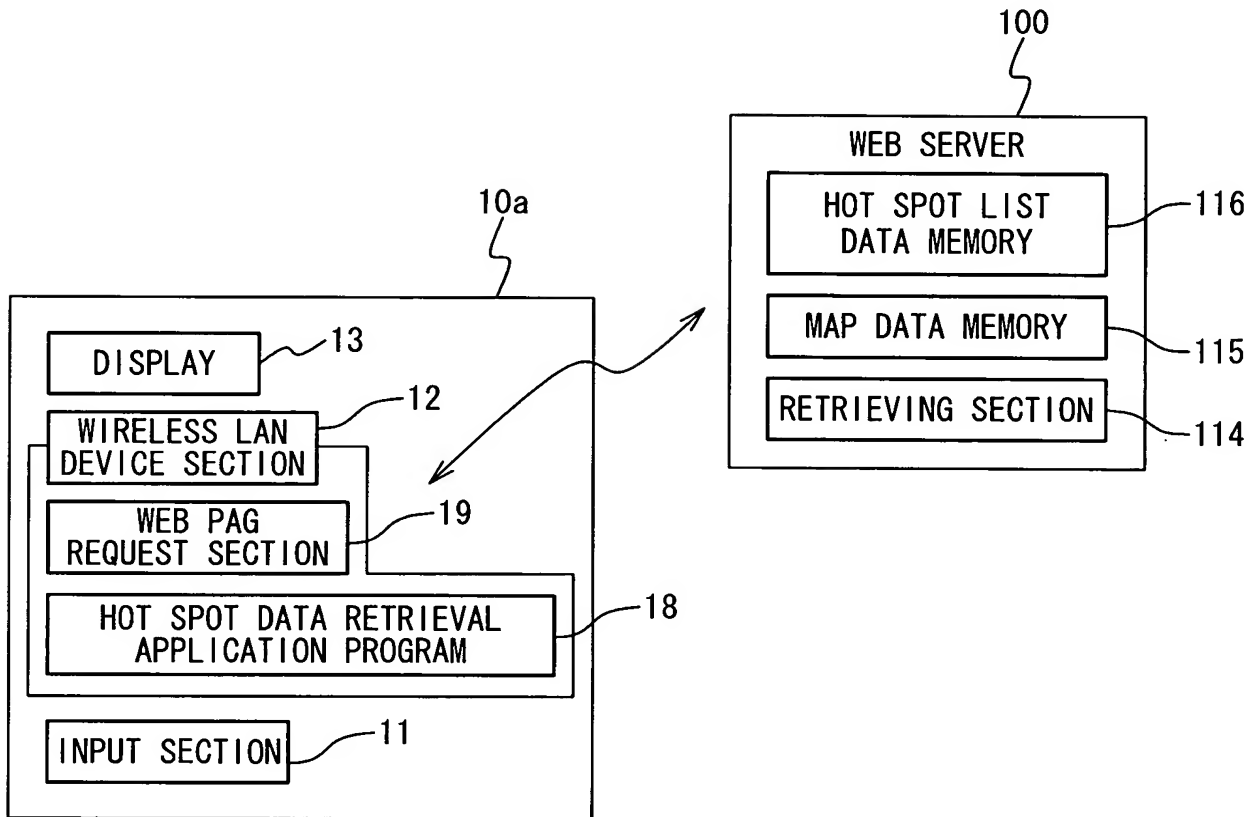 100
WEB SERVER
HOT SPOT LIST
DATA MEMORY
116
MAP DATA MEMORY
115
RETRIEVING SECTION
114
10a
DISPLAY
13
WIRELESS LAN
DEVICE SECTION
12
WEB PAG
REQUEST SECTION
19
HOT SPOT DATA RETRIEVAL
APPLICATION PROGRAM
18
INPUT SECTION
11